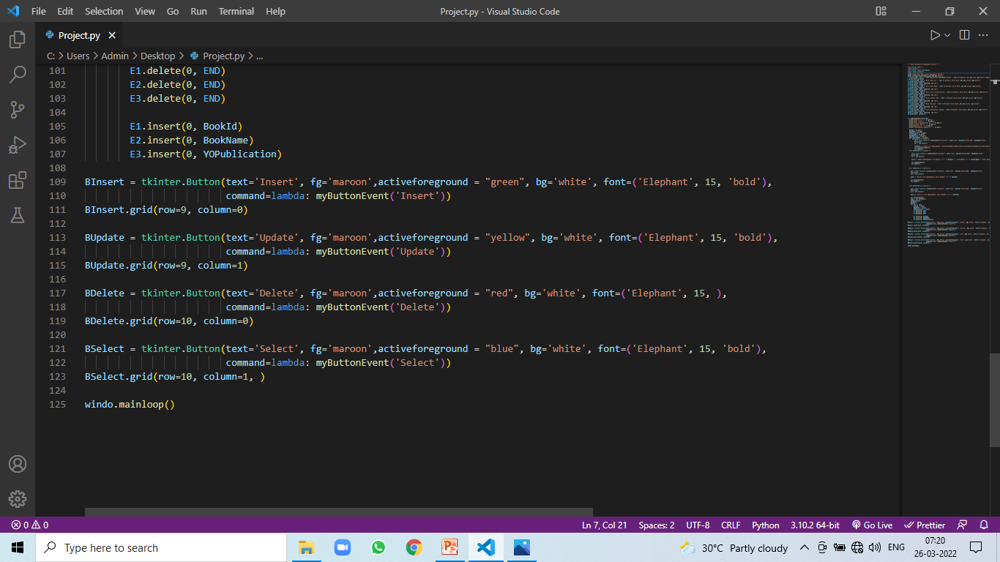 File Edit Selection View Go Run Terminal Help Project.py - Visual Studio Code
Project.py
C: > Users > Admin > Desktop > Project.py > ...
101 E1.delete(0, END)
102 E2.delete(0, END)
103 E3.delete(0, END)
104
105 E1.insert(0, BookId)
106 E2.insert(0, BookName)
107 E3.insert(0, YOPublication)
108
109 BInsert = tkinter.Button(text='Insert', fg='maroon',activeforeground = "green", bg='white', font=('Elephant', 15, 'bold'),
110 command=lambda: myButtonEvent('Insert'))
111 BInsert.grid(row=9, column=0)
112
113 BUpdate = tkinter.Button(text='Update', fg='maroon',activeforeground = "yellow", bg='white', font=('Elephant', 15, 'bold'),
114 command=lambda: myButtonEvent('Update'))
115 BUpdate.grid(row=9, column=1)
116
117 BDelete = tkinter.Button(text='Delete', fg='maroon',activeforeground = "red", bg='white', font=('Elephant', 15, ),
118 command=lambda: myButtonEvent('Delete'))
119 BDelete.grid(row=10, column=0)
120
121 BSelect = tkinter.Button(text='Select', fg='maroon',activeforeground = "blue", bg='white', font=('Elephant', 15, 'bold'),
122 command=lambda: myButtonEvent('Select'))
123 BSelect.grid(row=10, column=1, )
124
125 windo.mainloop()
0 0 Ln 7, Col 21 Spaces: 2 UTF-8 CRLF Python 3.10.2 64-bit Go Live Prettier
Type here to search 30°C Partly cloudy ENG 07:20
26-03-2022